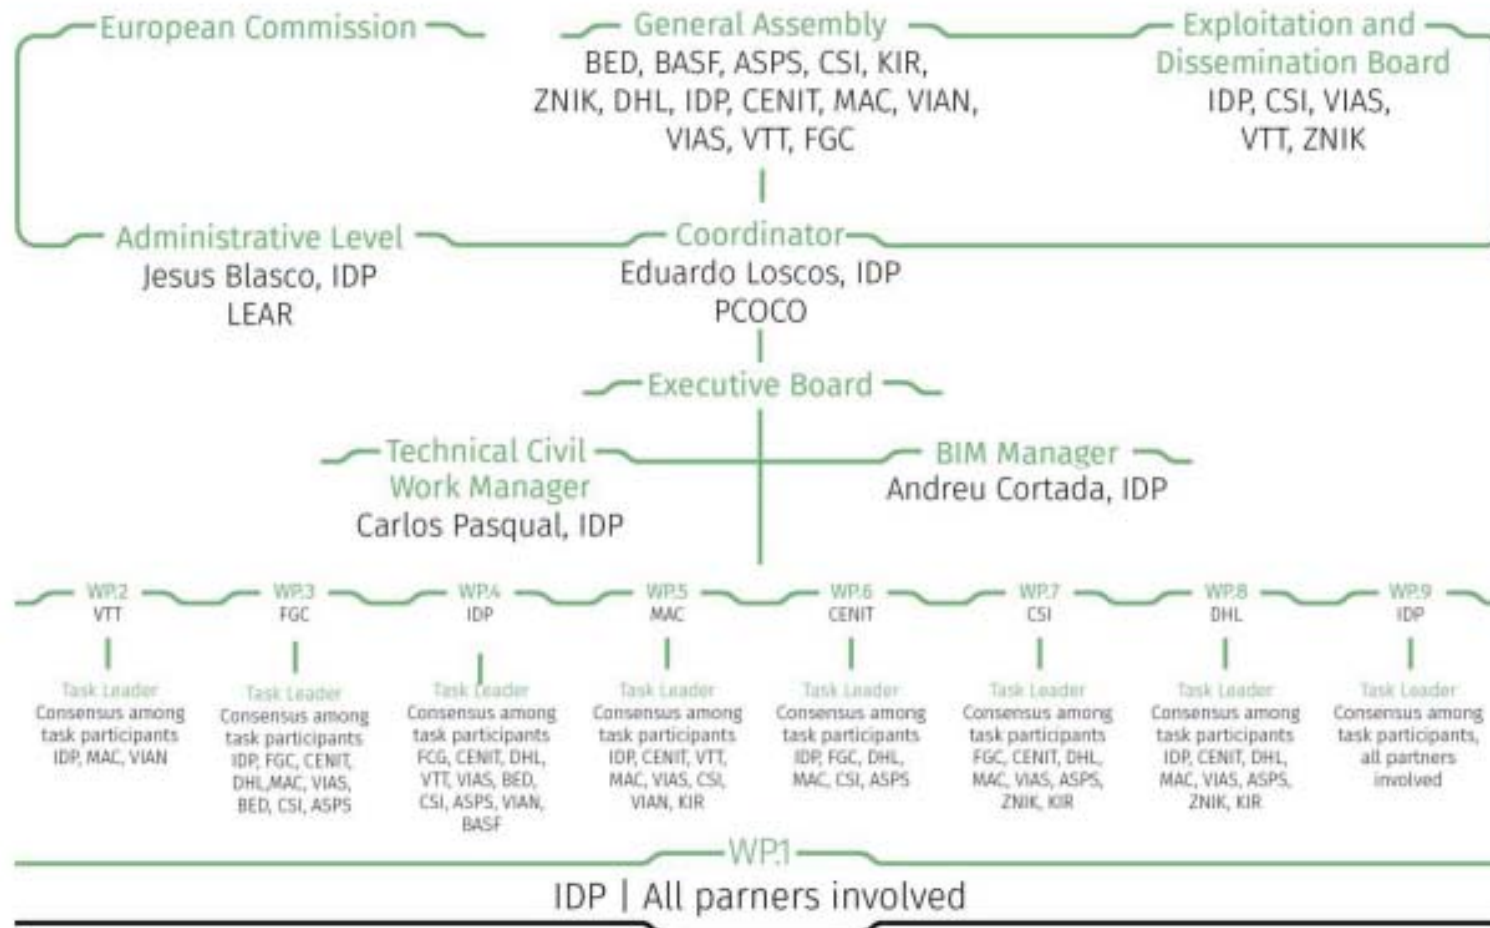 European Commission
General Assembly
BED, BASF, ASPS, CSI, KIR,
ZNIK, DHL, IDP, CENIT, MAC, VIAN,
VIAS, VTT, FGC
Exploitation and
Dissemination Board
IDP, CSI, VIAS,
VTT, ZNIK
Administrative Level
Jesus Blasco, IDP
LEAR
Coordinator
Eduardo Loscos, IDP
PCOCO
Executive Board
Technical Civil
Work Manager
Carlos Pasqual, IDP
BIM Manager
Andreu Cortada, IDP
WP.2
VTT
Task Leader
Consensus among
task participants
IDP, MAC, VIAN
WP.3
FGC
Task Leader
Consensus among
task participants
IDP, FGC, CENIT,
DHL,MAC, VIAS,
BED, CSI, ASPS
WP.4
IDP
Task Leader
Consensus among
task participants
FCG, CENIT, DHL,
VTT, VIAS, BED,
CSI, ASPS, VIAN,
BASF
WP.5
MAC
Task Leader
Consensus among
task participants
IDP, CENIT, VTT,
MAC, VIAS, CSI,
VIAN, KIR
WP.6
CENIT
Task Leader
Consensus among
task participants
IDP, FGC, DHL,
MAC, CSI, ASPS
WP.7
CSI
Task Leader
Consensus among
task participants
FGC, CENIT, DHL,
MAC, VIAS, ASPS,
ZNIK, KIR
WP.8
DHL
Task Leader
Consensus among
task participants
IDP, CENIT, DHL,
MAC, VIAS, ASPS,
ZNIK, KIR
WP.9
IDP
Task Leader
Consensus among
task participants,
all partners
involved
WP.1
IDP | All parners involved